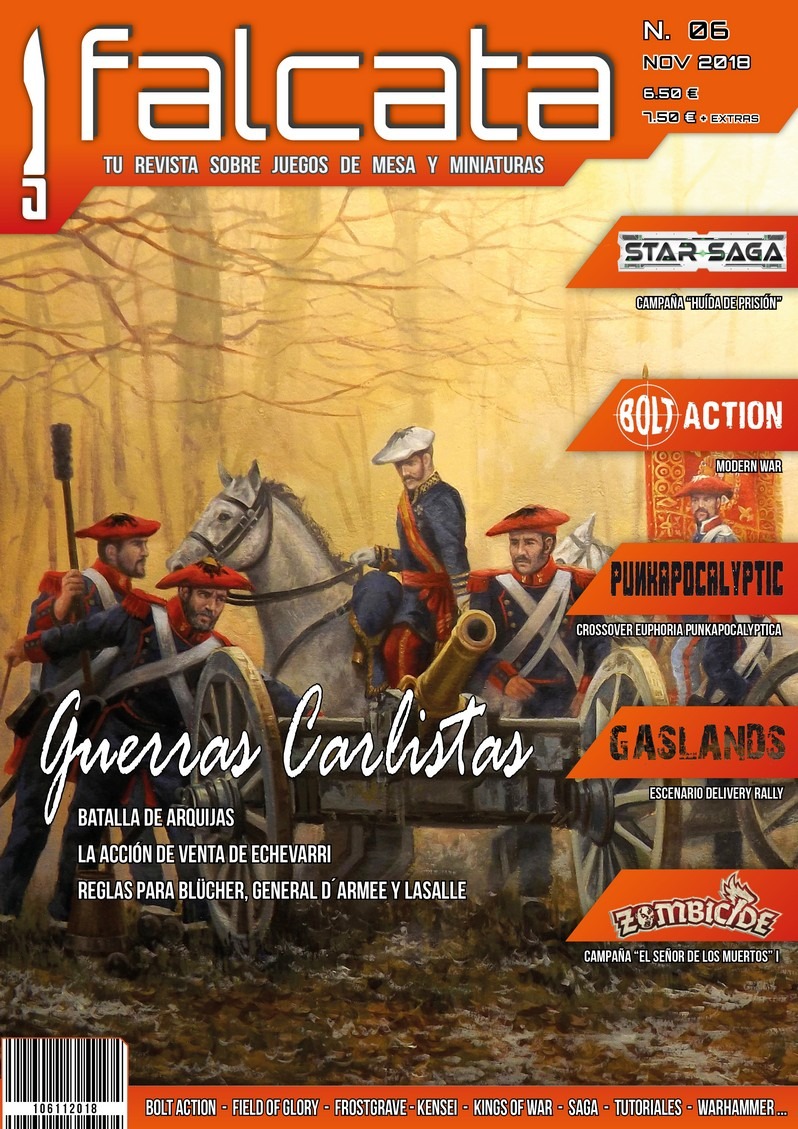 falcata
N. 06
NOV 2018
6.50 €
7.50 € + EXTRAS
TU REVISTA SOBRE JUEGOS DE MESA Y MINIATURAS
STAR SAGA
CAMPAÑA "HUÍDA DE PRISIÓN"
BOLT ACTION
MODERN WAR
PUNKAPOCALYPTIC
CROSSOVER EUPHORIA PUNKAPOCALYPTICA
GASLANDS
ESCENARIO DELIVERY RALLY
ZOMBICIDE
CAMPAÑA "EL SEÑOR DE LOS MUERTOS" I
Guerras Carlistas
BATALLA DE ARQUIJAS
LA ACCIÓN DE VENTA DE ECHEVARRI
REGLAS PARA BLÜCHER, GENERAL D´ARMEE Y LASALLE
106112018
BOLT ACTION - FIELD OF GLORY - FROSTGRAVE - KENSEI - KINGS OF WAR - SAGA - TUTORIALES - WARHAMMER ...